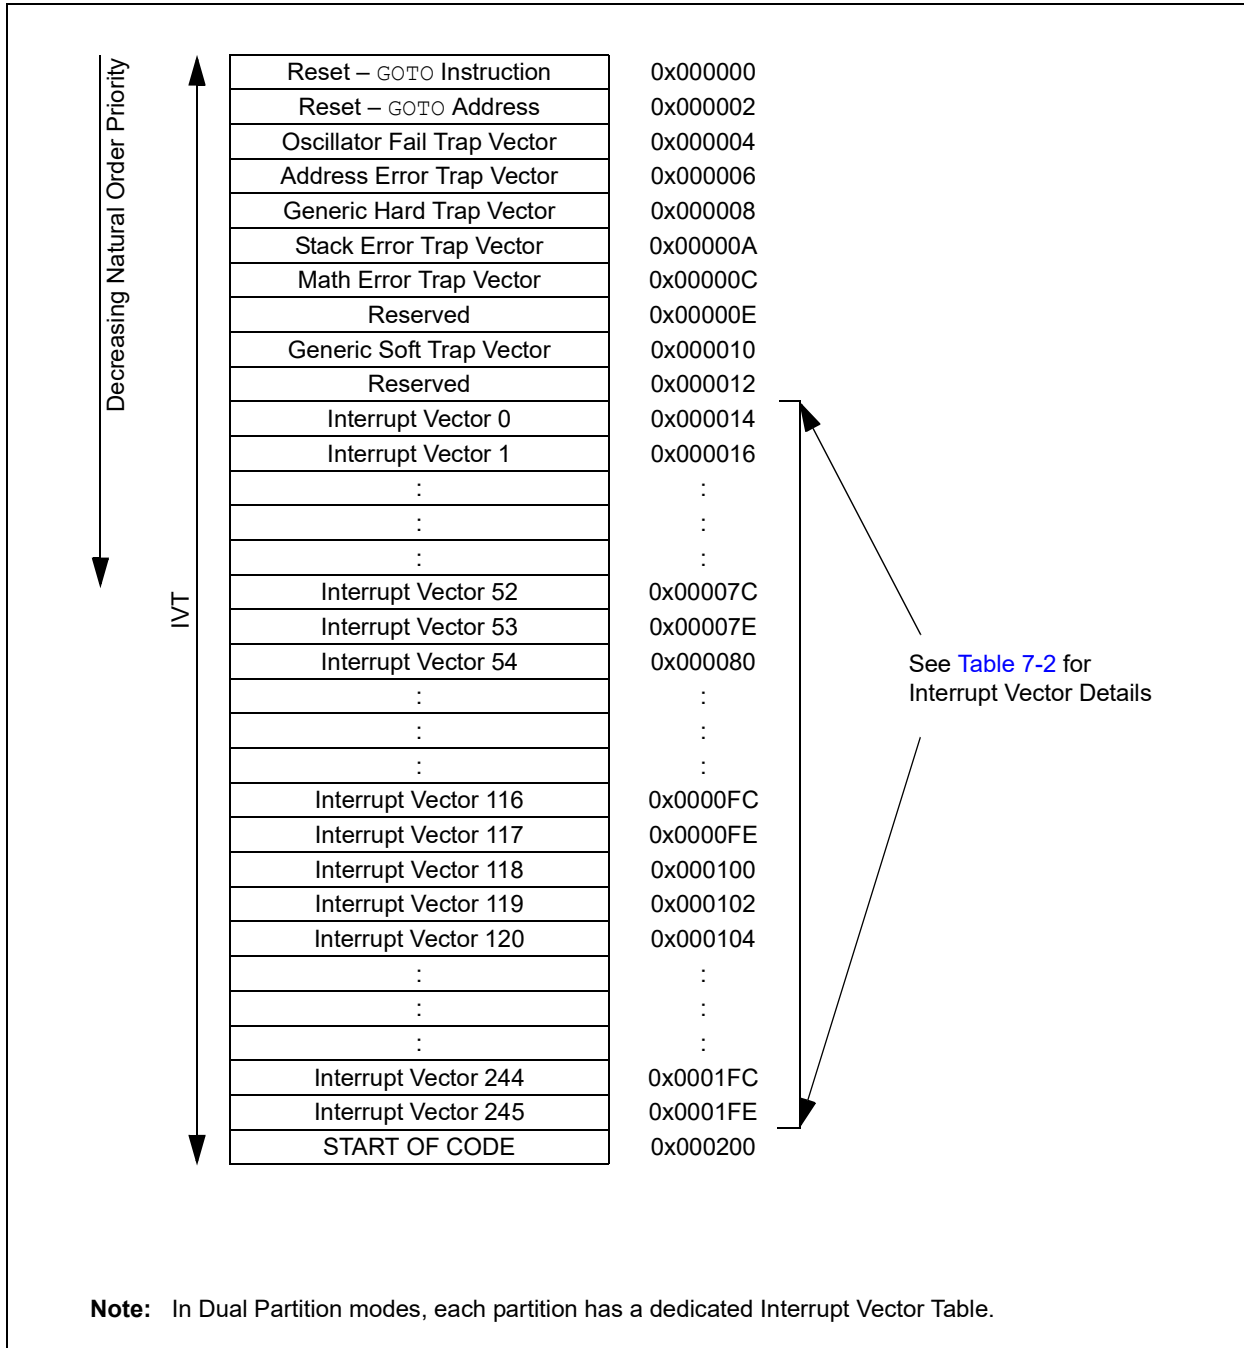 Decreasing Natural Order Priority
IVT
Reset – GOTO Instruction 0x000000
Reset – GOTO Address 0x000002
Oscillator Fail Trap Vector 0x000004
Address Error Trap Vector 0x000006
Generic Hard Trap Vector 0x000008
Stack Error Trap Vector 0x00000A
Math Error Trap Vector 0x00000C
Reserved 0x00000E
Generic Soft Trap Vector 0x000010
Reserved 0x000012
Interrupt Vector 0 0x000014
Interrupt Vector 1 0x000016
: :
: :
: :
Interrupt Vector 52 0x00007C
Interrupt Vector 53 0x00007E
Interrupt Vector 54 0x000080
: :
: :
: :
Interrupt Vector 116 0x0000FC
Interrupt Vector 117 0x0000FE
Interrupt Vector 118 0x000100
Interrupt Vector 119 0x000102
Interrupt Vector 120 0x000104
: :
: :
: :
Interrupt Vector 244 0x0001FC
Interrupt Vector 245 0x0001FE
START OF CODE 0x000200
See Table 7-2 for
Interrupt Vector Details
Note: In Dual Partition modes, each partition has a dedicated Interrupt Vector Table.